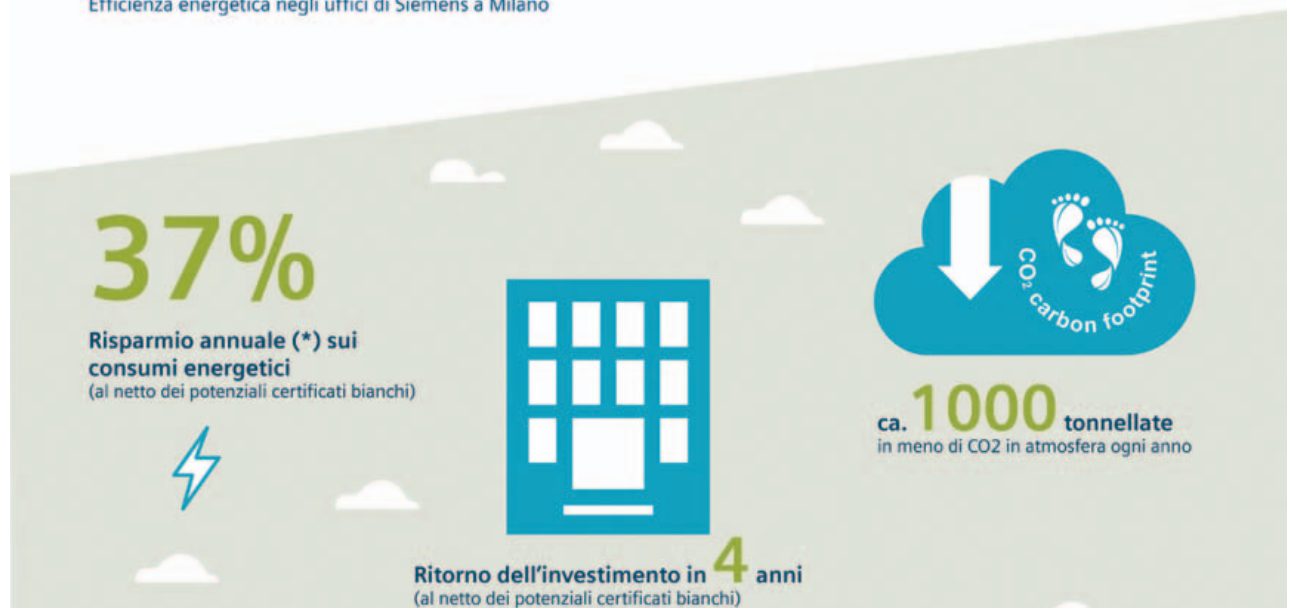 Efficienza energetica negli uffici di Siemens a Milano
37%
Risparmio annuale (*) sui
consumi energetici
(al netto dei potenziali certificati bianchi)
CO₂ carbon footprint
ca. 1000 tonnellate
in meno di CO2 in atmosfera ogni anno
Ritorno dell'investimento in 4 anni
(al netto dei potenziali certificati bianchi)